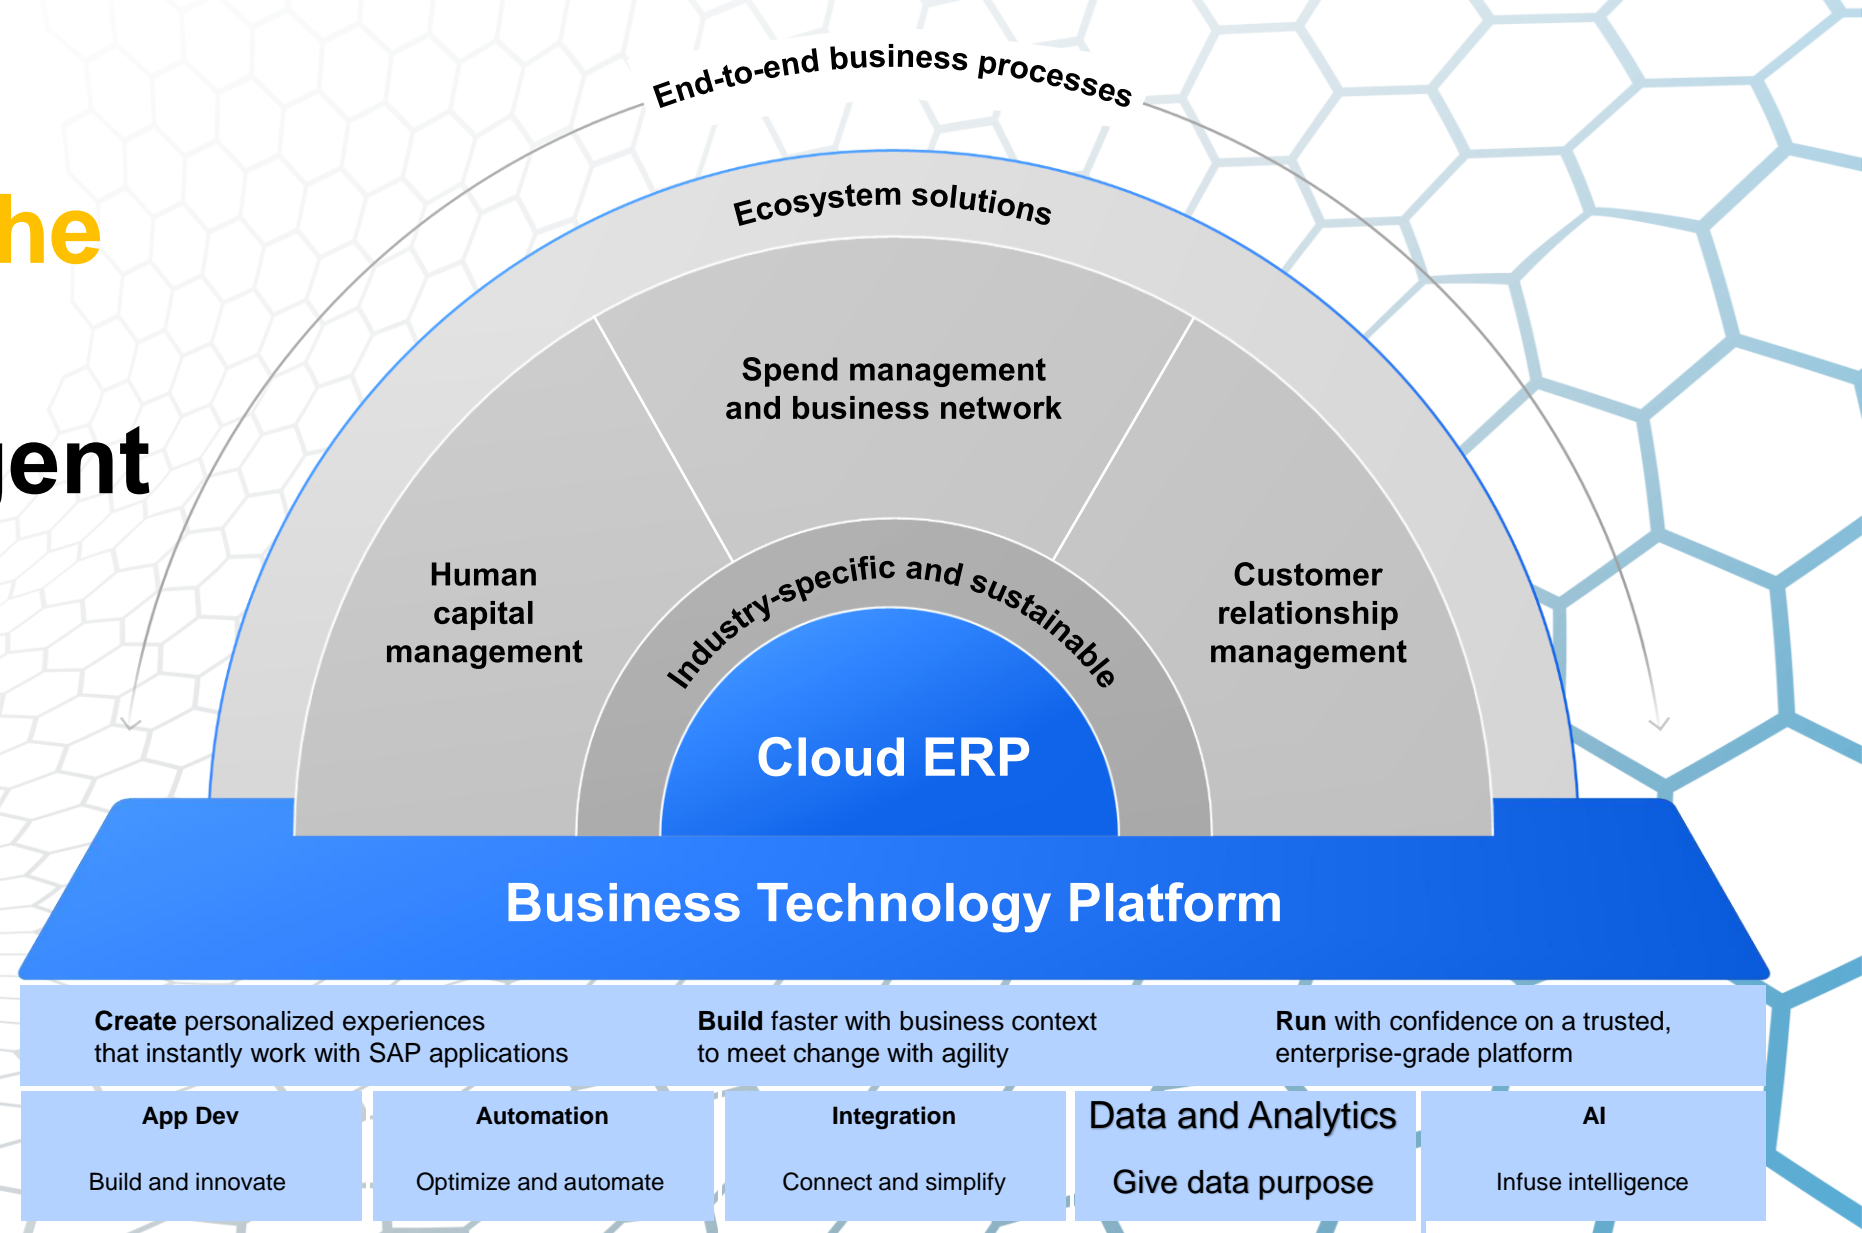 End-to-end business processes
he
gent
Ecosystem solutions
Spend management
and business network
Human
capital
management
Customer
relationship
management
Industry-specific and sustainable
Cloud ERP
Business Technology Platform
Create personalized experiences
that instantly work with SAP applications
Build faster with business context
to meet change with agility
Run with confidence on a trusted,
enterprise-grade platform
App Dev
Build and innovate
Automation
Optimize and automate
Integration
Connect and simplify
Data and Analytics
Give data purpose
AI
Infuse intelligence